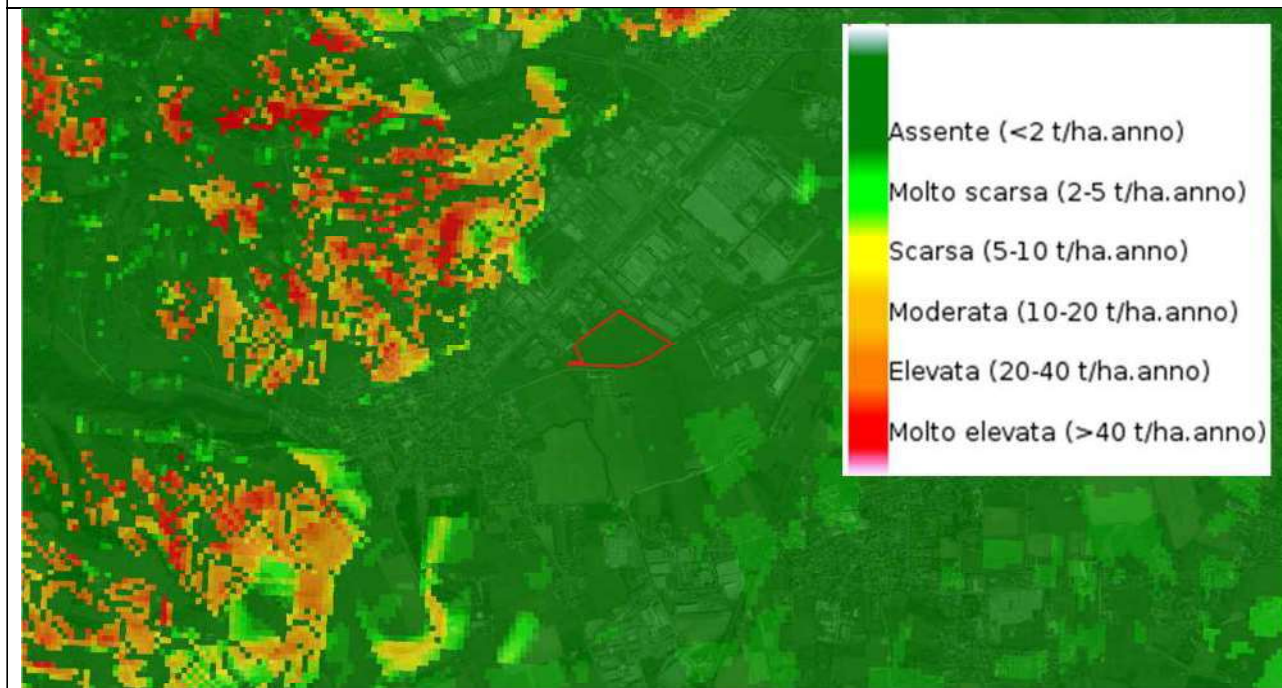 Assente (<2 t/ha.anno)
Molto scarsa (2-5 t/ha.anno)
Scarsa (5-10 t/ha.anno)
Moderata (10-20 t/ha.anno)
Elevata (20-40 t/ha.anno)
Molto elevata (>40 t/ha.anno)